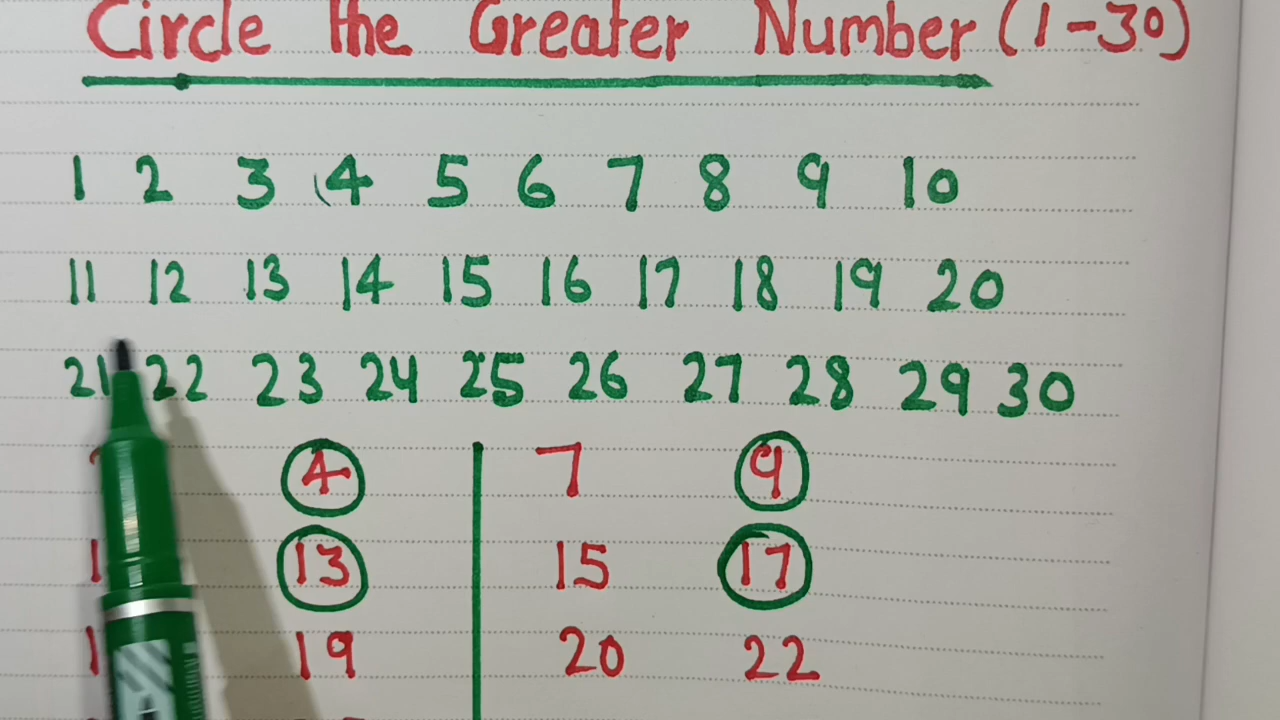 Circle the Greater Number (1-30)
1 2 3 4 5 6 7 8 9 10
11 12 13 14 15 16 17 18 19 20
21 22 23 24 25 26 27 28 29 30
4 7 9
13 15 17
19 20 22